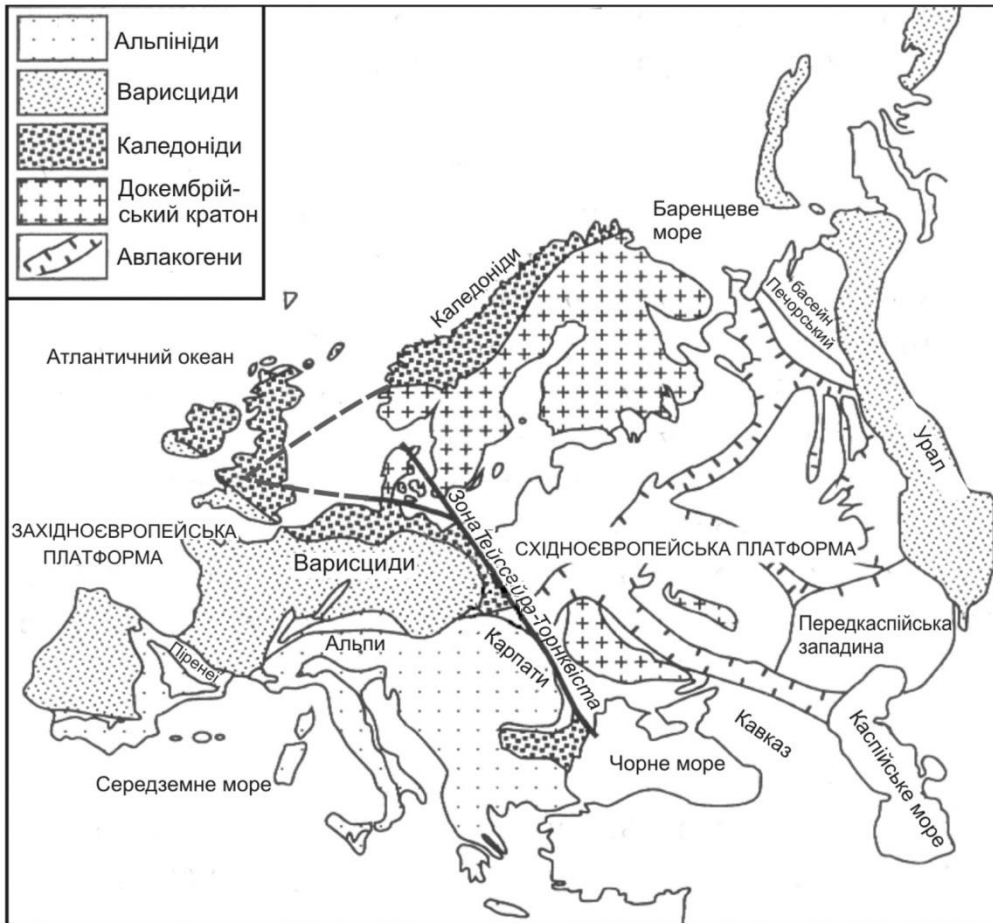 Альпініди
Варисциди
Каледоніди
Докембрій-
ський кратон
Авлакогени
Баренцеве
море
Каледоніди
басейн
Печорський
Атлантичний океан
Урал
Зона Тейссейра-Торнквіста
ЗАХІДНОЄВРОПЕЙСЬКА
ПЛАТФОРМА
СХІДНОЄВРОПЕЙСЬКА ПЛАТФОРМА
Варисциди
Передкаспійська
западина
Альпи
Карпати
Піренеї
Кавказ
Каспійське море
Чорне море
Середземне море